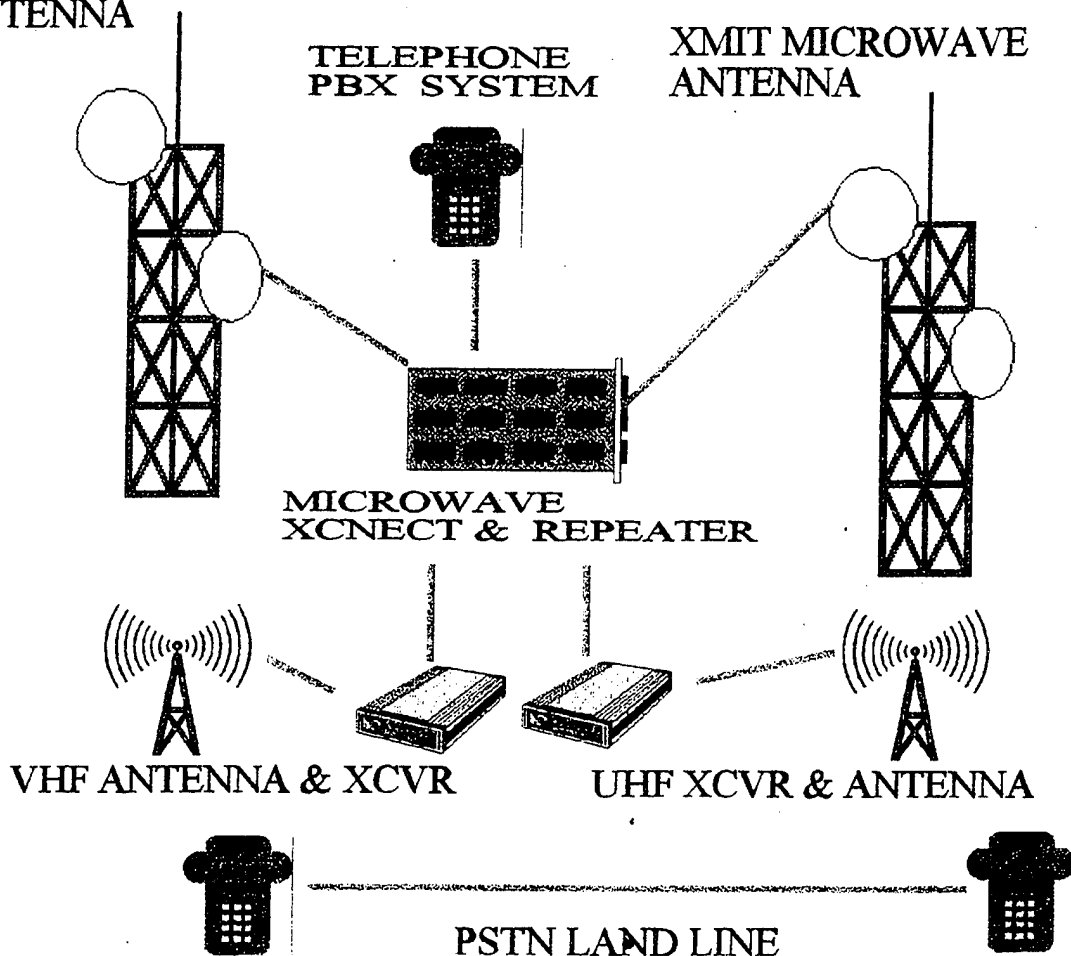 TENNA
TELEPHONE
PBX SYSTEM
XMIT MICROWAVE
ANTENNA
MICROWAVE
XCNECT & REPEATER
VHF ANTENNA & XCVR
UHF XCVR & ANTENNA
PSTN LAND LINE